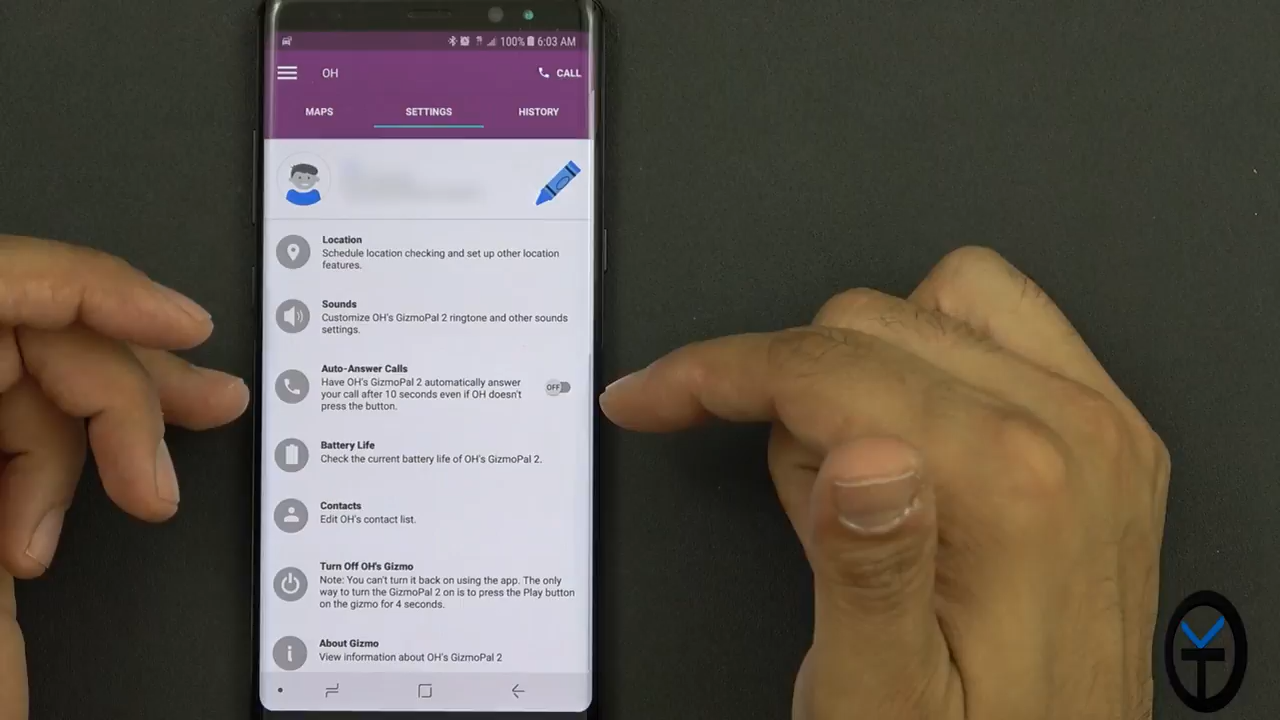 100% 6:03 AM
OH CALL
MAPS SETTINGS HISTORY
Location
Schedule location checking and set up other location
features.
Sounds
Customize OH's GizmoPal 2 ringtone and other sounds
settings.
Auto-Answer Calls
Have OH's GizmoPal 2 automatically answer
your call after 10 seconds even if OH doesn't
press the button.
OFF
Battery Life
Check the current battery life of OH's GizmoPal 2.
Contacts
Edit OH's contact list.
Turn Off OH's Gizmo
Note: You can't turn it back on using the app. The only
way to turn the GizmoPal 2 on is to press the Play button
on the gizmo for 4 seconds.
About Gizmo
View information about OH's GizmoPal 2